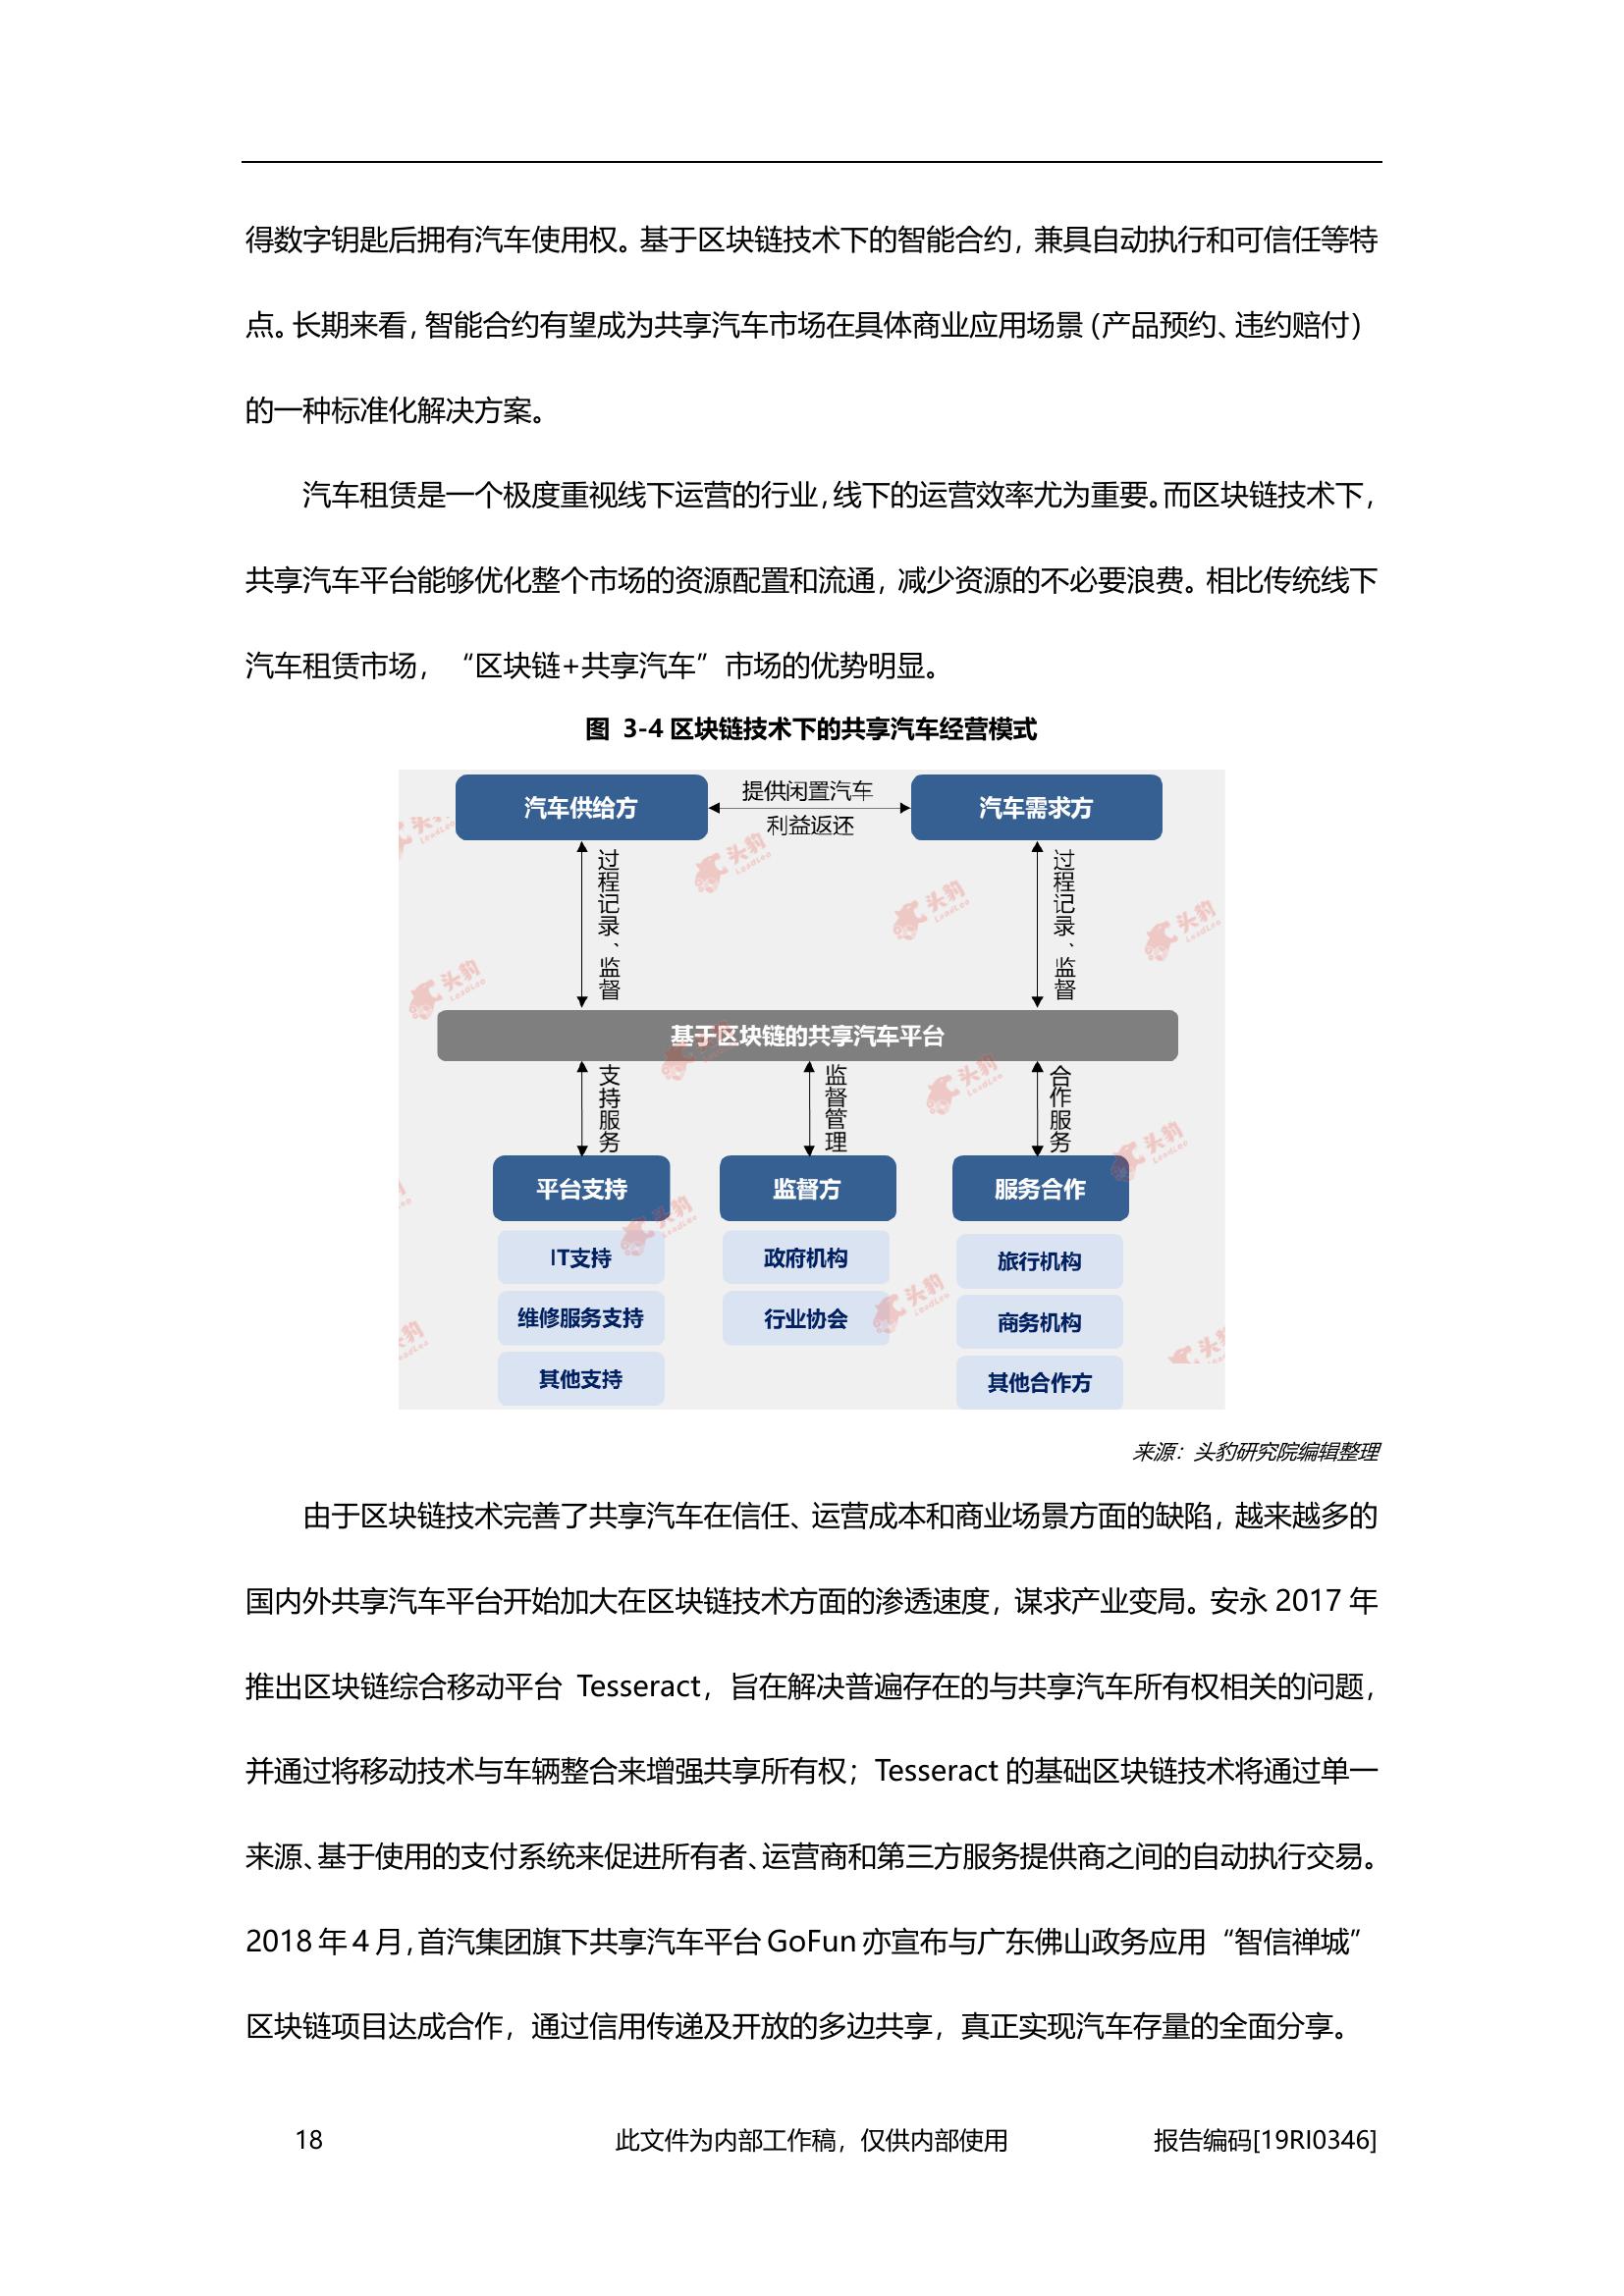 得数字钥匙后拥有汽车使用权。基于区块链技术下的智能合约，兼具自动执行和可信任等特
点。长期来看，智能合约有望成为共享汽车市场在具体商业应用场景（产品预约、违约赔付）
的一种标准化解决方案。
汽车租赁是一个极度重视线下运营的行业，线下的运营效率尤为重要。而区块链技术下，
共享汽车平台能够优化整个市场的资源配置和流通，减少资源的不必要浪费。相比传统线下
汽车租赁市场，“区块链+共享汽车”市场的优势明显。
图 3-4 区块链技术下的共享汽车经营模式
汽车供给方
提供闲置汽车
利益返还
汽车需求方
过程记录、监督
过程记录、监督
基于区块链的共享汽车平台
支持服务
监督管理
合作服务
平台支持
监督方
服务合作
IT支持
政府机构
旅行机构
维修服务支持
行业协会
商务机构
其他支持
其他合作方
头豹
LeadLeo
来源：头豹研究院编辑整理
由于区块链技术完善了共享汽车在信任、运营成本和商业场景方面的缺陷，越来越多的
国内外共享汽车平台开始加大在区块链技术方面的渗透速度，谋求产业变局。安永 2017 年
推出区块链综合移动平台 Tesseract，旨在解决普遍存在的与共享汽车所有权相关的问题，
并通过将移动技术与车辆整合来增强共享所有权；Tesseract 的基础区块链技术将通过单一
来源、基于使用的支付系统来促进所有者、运营商和第三方服务提供商之间的自动执行交易。
2018 年 4 月，首汽集团旗下共享汽车平台 GoFun 亦宣布与广东佛山政务应用“智信禅城”
区块链项目达成合作，通过信用传递及开放的多边共享，真正实现汽车存量的全面分享。
18
此文件为内部工作稿，仅供内部使用
报告编码[19RI0346]